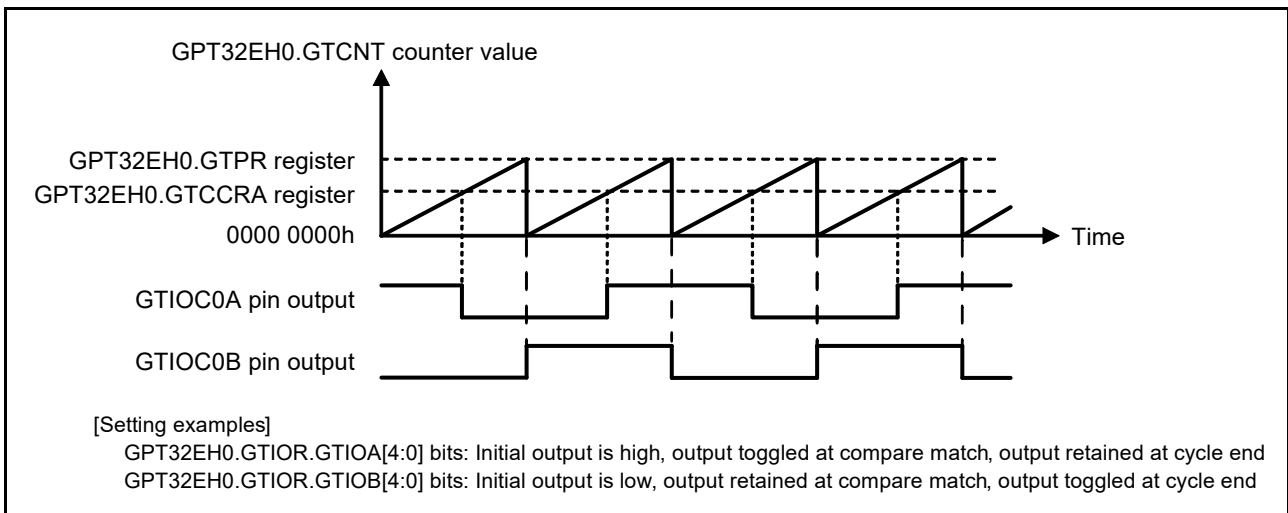 GPT32EH0.GTCNT counter value
GPT32EH0.GTPR register
GPT32EH0.GTCCRA register
0000 0000h
Time
GTIOC0A pin output
GTIOC0B pin output
[Setting examples]
GPT32EH0.GTIOR.GTIOA[4:0] bits: Initial output is high, output toggled at compare match, output retained at cycle end
GPT32EH0.GTIOR.GTIOB[4:0] bits: Initial output is low, output retained at compare match, output toggled at cycle end